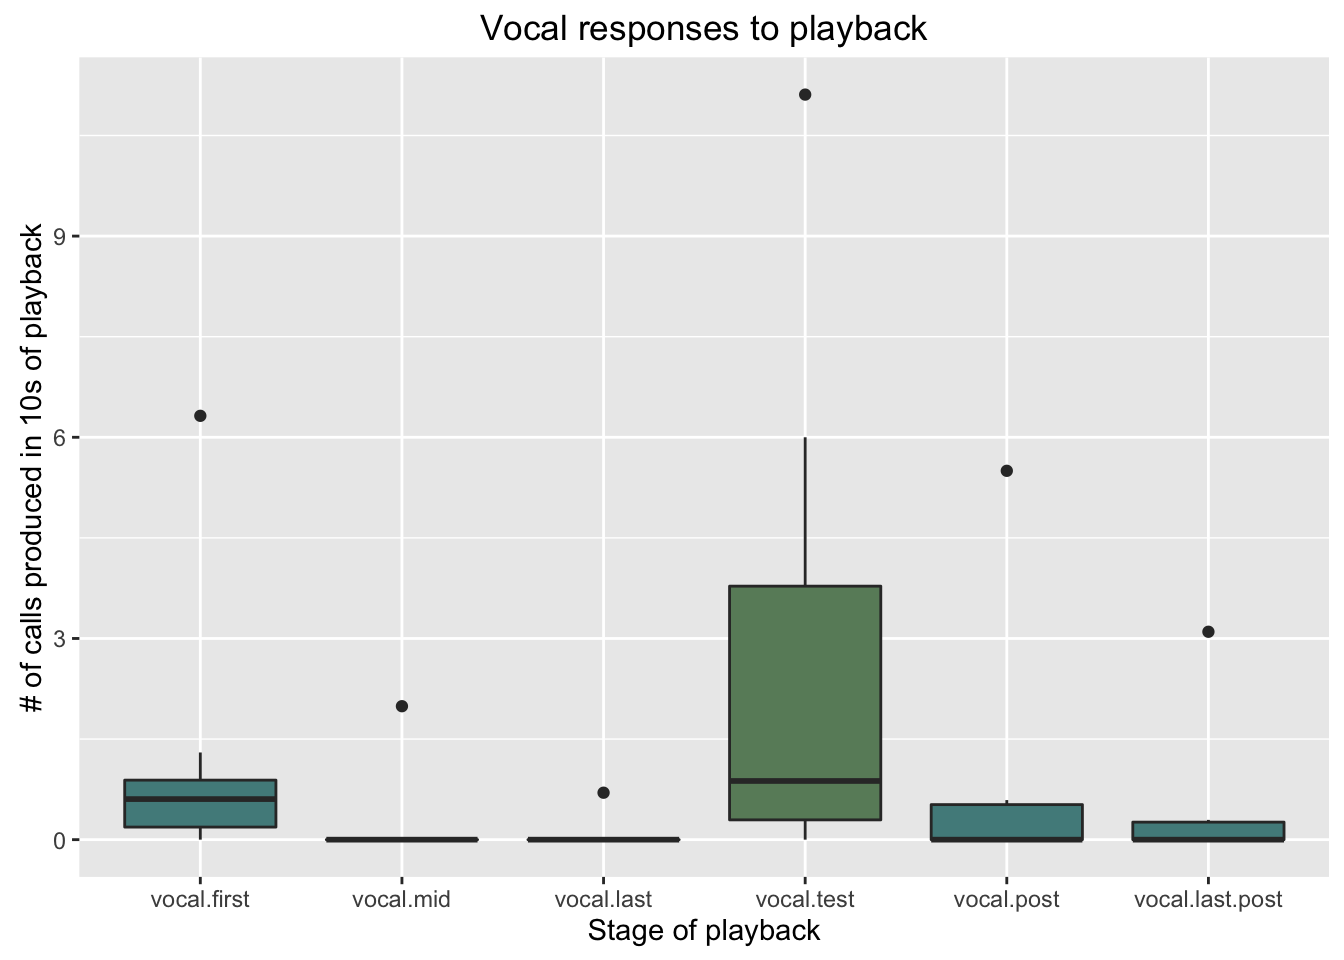 Vocal responses to playback
# of calls produced in 10s of playback
9
6
3
0
vocal.first vocal.mid vocal.last vocal.test vocal.post vocal.last.post
Stage of playback